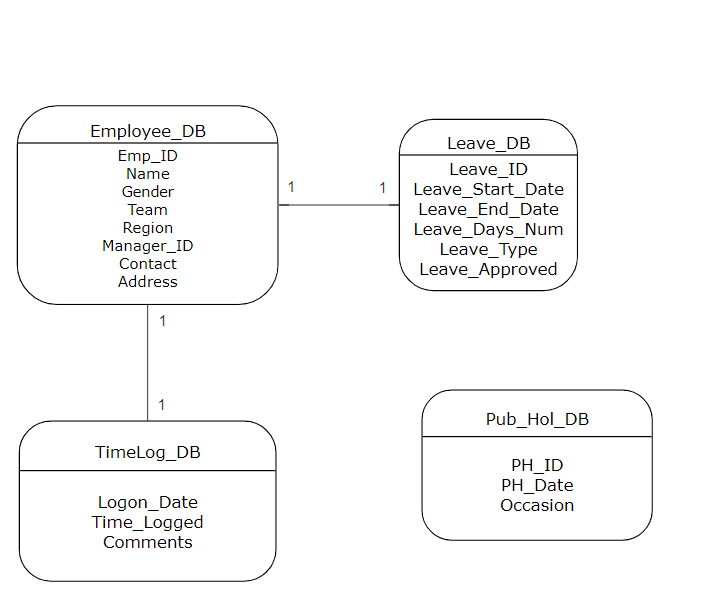 Employee_DB
Emp_ID
Name
Gender
Team
Region
Manager_ID
Contact
Address
1
1
Leave_DB
Leave_ID
Leave_Start_Date
Leave_End_Date
Leave_Days_Num
Leave_Type
Leave_Approved
1
1
TimeLog_DB
Logon_Date
Time_Logged
Comments
Pub_Hol_DB
PH_ID
PH_Date
Occasion